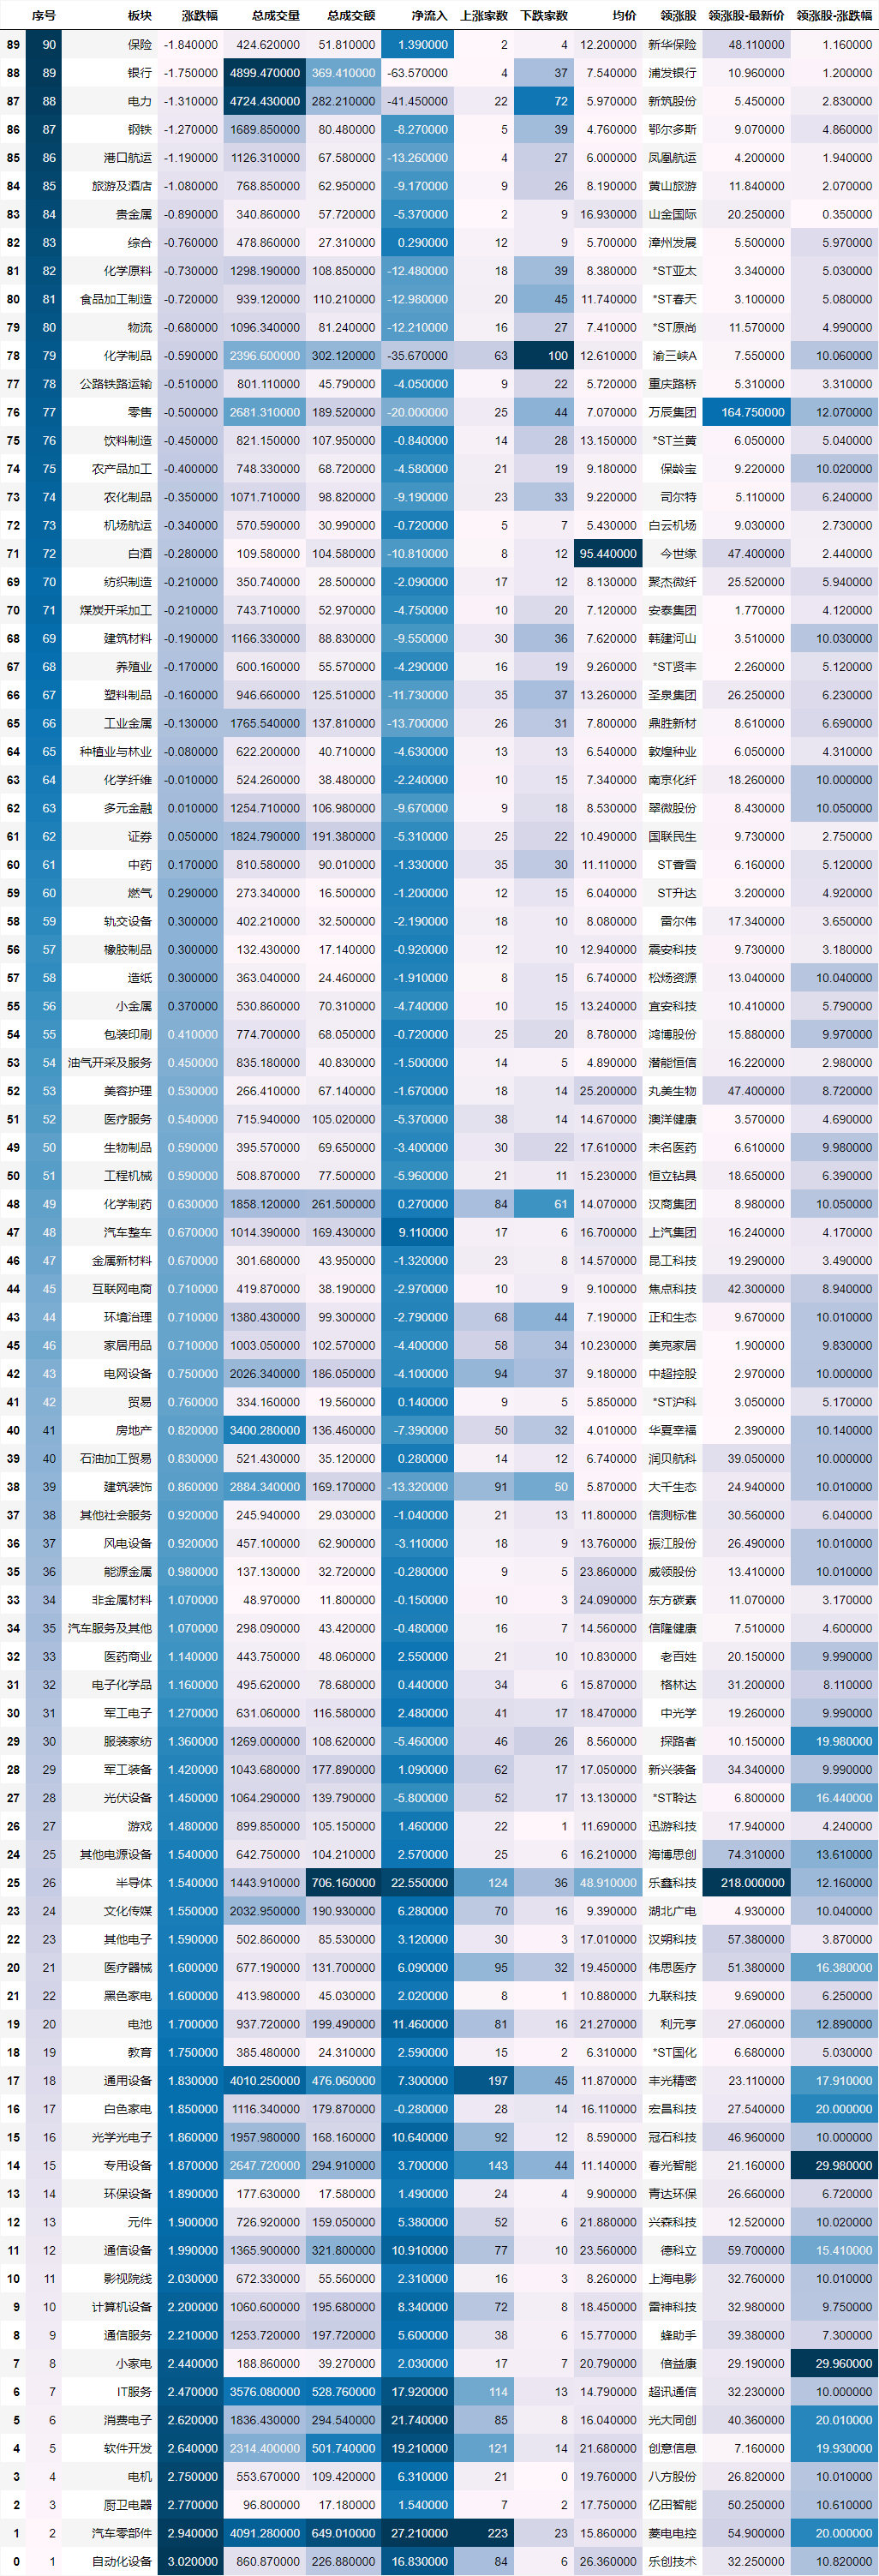 序号 板块 涨跌幅 总成交量 总成交额 净流入 上涨家数 下跌家数 均价 领涨股 领涨股-最新价 领涨股-涨跌幅
89 90 保险 -1.840000 424.620000 51.810000 1.390000 2 4 12.200000 新华保险 48.110000 1.160000
88 89 银行 -1.750000 4899.470000 369.410000 -63.570000 4 37 7.540000 浦发银行 10.960000 1.200000
87 88 电力 -1.310000 4724.430000 282.210000 -41.450000 22 72 5.970000 新筑股份 5.450000 2.830000
86 87 钢铁 -1.270000 1689.850000 80.480000 -8.270000 5 39 4.760000 鄂尔多斯 9.070000 4.860000
85 86 港口航运 -1.190000 1126.310000 67.580000 -13.260000 4 27 6.000000 凤凰航运 4.200000 1.940000
84 85 旅游及酒店 -1.080000 768.850000 62.950000 -9.170000 9 26 8.190000 黄山旅游 11.840000 2.070000
83 84 贵金属 -0.890000 340.860000 57.720000 -5.370000 2 9 16.930000 山金国际 20.250000 0.350000
82 83 综合 -0.760000 478.860000 27.310000 0.290000 12 9 5.700000 漳州发展 5.500000 5.970000
81 82 化学原料 -0.730000 1298.190000 108.850000 -12.480000 18 39 8.380000 *ST亚太 3.340000 5.030000
80 81 食品加工制造 -0.720000 939.120000 110.210000 -12.980000 20 45 11.740000 *ST春天 3.100000 5.080000
79 80 物流 -0.680000 1096.340000 81.240000 -12.210000 16 27 7.410000 *ST原尚 11.570000 4.990000
78 79 化学制品 -0.590000 2396.600000 302.120000 -35.670000 63 100 12.610000 渝三峡A 7.550000 10.060000
77 78 公路铁路运输 -0.510000 801.110000 45.790000 -4.050000 9 22 5.720000 重庆路桥 5.310000 3.310000
76 77 零售 -0.500000 2681.310000 189.520000 -20.000000 25 44 7.070000 万辰集团 164.750000 12.070000
75 76 饮料制造 -0.450000 821.150000 107.950000 -0.840000 14 28 13.150000 *ST兰黄 6.050000 5.040000
74 75 农产品加工 -0.400000 748.330000 68.720000 -4.580000 21 19 9.180000 保龄宝 9.220000 10.020000
73 74 农化制品 -0.350000 1071.710000 98.820000 -9.190000 23 33 9.220000 司尔特 5.110000 6.240000
72 73 机场航运 -0.340000 570.590000 30.990000 -0.720000 5 7 5.430000 白云机场 9.030000 2.730000
71 72 白酒 -0.280000 109.580000 104.580000 -10.810000 8 12 95.440000 今世缘 47.400000 2.440000
69 70 纺织制造 -0.210000 350.740000 28.500000 -2.090000 17 12 8.130000 聚杰微纤 25.520000 5.940000
70 71 煤炭开采加工 -0.210000 743.710000 52.970000 -4.750000 10 20 7.120000 安泰集团 1.770000 4.120000
68 69 建筑材料 -0.190000 1166.330000 88.830000 -9.550000 30 36 7.620000 韩建河山 3.510000 10.030000
67 68 养殖业 -0.170000 600.160000 55.570000 -4.290000 16 19 9.260000 *ST贤丰 2.260000 5.120000
66 67 塑料制品 -0.160000 946.660000 125.510000 -11.730000 35 37 13.260000 圣泉集团 26.250000 6.230000
65 66 工业金属 -0.130000 1765.540000 137.810000 -13.700000 26 31 7.800000 鼎胜新材 8.610000 6.690000
64 65 种植业与林业 -0.080000 622.200000 40.710000 -4.630000 13 13 6.540000 敦煌种业 6.050000 4.310000
63 64 化学纤维 -0.010000 524.260000 38.480000 -2.240000 10 15 7.340000 南京化纤 18.260000 10.000000
62 63 多元金融 0.010000 1254.710000 106.980000 -9.670000 9 18 8.530000 翠微股份 8.430000 10.050000
61 62 证券 0.050000 1824.790000 191.380000 -5.310000 25 22 10.490000 国联民生 9.730000 2.750000
60 61 中药 0.170000 810.580000 90.010000 -1.330000 35 30 11.110000 ST香雪 6.160000 5.120000
59 60 燃气 0.290000 273.340000 16.500000 -1.200000 12 15 6.040000 ST升达 3.200000 4.920000
58 59 轨交设备 0.300000 402.210000 32.500000 -2.190000 18 10 8.080000 雷尔伟 17.340000 3.650000
56 57 橡胶制品 0.300000 132.430000 17.140000 -0.920000 12 10 12.940000 震安科技 9.730000 3.180000
57 58 造纸 0.300000 363.040000 24.460000 -1.910000 8 15 6.740000 松炀资源 13.040000 10.040000
55 56 小金属 0.370000 530.860000 70.310000 -4.740000 10 15 13.240000 宜安科技 10.410000 5.790000
54 55 包装印刷 0.410000 774.700000 68.050000 -0.720000 25 20 8.780000 鸿博股份 15.880000 9.970000
53 54 油气开采及服务 0.450000 835.180000 40.830000 -1.500000 14 5 4.890000 潜能恒信 16.220000 2.980000
52 53 美容护理 0.530000 266.410000 67.140000 -1.670000 18 14 25.200000 丸美生物 47.400000 8.720000
51 52 医疗服务 0.540000 715.940000 105.020000 -5.370000 38 14 14.670000 澳洋健康 3.570000 4.690000
49 50 生物制品 0.590000 395.570000 69.650000 -3.400000 30 22 17.610000 未名医药 6.610000 9.980000
50 51 工程机械 0.590000 508.870000 77.500000 -5.960000 21 11 15.230000 恒立钻具 18.650000 6.390000
48 49 化学制药 0.630000 1858.120000 261.500000 0.270000 84 61 14.070000 汉商集团 8.980000 10.050000
47 48 汽车整车 0.670000 1014.390000 169.430000 9.110000 17 6 16.700000 上汽集团 16.240000 4.170000
46 47 金属新材料 0.670000 301.680000 43.950000 -1.320000 23 8 14.570000 昆工科技 19.290000 3.490000
44 45 互联网电商 0.710000 419.870000 38.190000 -2.970000 10 9 9.100000 焦点科技 42.300000 8.940000
43 44 环境治理 0.710000 1380.430000 99.300000 -2.790000 68 44 7.190000 正和生态 9.670000 10.010000
45 46 家居用品 0.710000 1003.050000 102.570000 -4.400000 58 34 10.230000 美克家居 1.900000 9.830000
42 43 电网设备 0.750000 2026.340000 186.050000 -4.100000 94 37 9.180000 中超控股 2.970000 10.000000
41 42 贸易 0.760000 334.160000 19.560000 0.140000 9 5 5.850000 *ST沪科 3.050000 5.170000
40 41 房地产 0.820000 3400.280000 136.460000 -7.390000 50 32 4.010000 华夏幸福 2.390000 10.140000
39 40 石油加工贸易 0.830000 521.430000 35.120000 0.280000 14 12 6.740000 润贝航科 39.050000 10.000000
38 39 建筑装饰 0.860000 2884.340000 169.170000 -13.320000 91 50 5.870000 大千生态 24.940000 10.010000
37 38 其他社会服务 0.920000 245.940000 29.030000 -1.040000 21 13 11.800000 信测标准 30.560000 6.040000
36 37 风电设备 0.920000 457.100000 62.900000 -3.110000 18 9 13.760000 振江股份 26.490000 10.010000
35 36 能源金属 0.980000 137.130000 32.720000 -0.280000 9 5 23.860000 威领股份 13.410000 10.010000
33 34 非金属材料 1.070000 48.970000 11.800000 -0.150000 10 3 24.090000 东方碳素 11.070000 3.170000
34 35 汽车服务及其他 1.070000 298.090000 43.420000 -0.480000 16 7 14.560000 信隆健康 7.510000 4.600000
32 33 医药商业 1.140000 443.750000 48.060000 2.550000 21 10 10.830000 老百姓 20.150000 9.990000
31 32 电子化学品 1.160000 495.620000 78.680000 0.440000 34 6 15.870000 格林达 31.200000 8.110000
30 31 军工电子 1.270000 631.060000 116.580000 2.480000 41 17 18.470000 中光学 19.260000 9.990000
29 30 服装家纺 1.360000 1269.000000 108.620000 -5.460000 46 26 8.560000 探路者 10.150000 19.980000
28 29 军工装备 1.420000 1043.680000 177.890000 1.090000 62 17 17.050000 新兴装备 34.340000 9.990000
27 28 光伏设备 1.450000 1064.290000 139.790000 -5.800000 52 17 13.130000 *ST聆达 6.800000 16.440000
26 27 游戏 1.480000 899.850000 105.150000 1.460000 22 1 11.690000 迅游科技 17.940000 4.240000
24 25 其他电源设备 1.540000 642.750000 104.210000 2.570000 25 6 16.210000 海博思创 74.310000 13.610000
25 26 半导体 1.540000 1443.910000 706.160000 22.550000 124 36 48.910000 乐鑫科技 218.000000 12.160000
23 24 文化传媒 1.550000 2032.950000 190.930000 6.280000 70 16 9.390000 湖北广电 4.930000 10.040000
22 23 其他电子 1.590000 502.860000 85.530000 3.120000 30 3 17.010000 汉朔科技 57.380000 3.870000
20 21 医疗器械 1.600000 677.190000 131.700000 6.090000 95 32 19.450000 伟思医疗 51.380000 16.380000
21 22 黑色家电 1.600000 413.980000 45.030000 2.020000 8 1 10.880000 九联科技 9.690000 6.250000
19 20 电池 1.700000 937.720000 199.490000 11.460000 81 16 21.270000 利元亨 27.060000 12.890000
18 19 教育 1.750000 385.480000 24.310000 2.590000 15 2 6.310000 *ST国化 6.680000 5.030000
17 18 通用设备 1.830000 4010.250000 476.060000 7.300000 197 45 11.870000 丰光精密 23.110000 17.910000
16 17 白色家电 1.850000 1116.340000 179.870000 -0.280000 28 14 16.110000 宏昌科技 27.540000 20.000000
15 16 光学光电子 1.860000 1957.980000 168.160000 10.640000 92 12 8.590000 冠石科技 46.960000 10.000000
14 15 专用设备 1.870000 2647.720000 294.910000 3.700000 143 44 11.140000 春光智能 21.160000 29.980000
13 14 环保设备 1.890000 177.630000 17.580000 1.490000 24 4 9.900000 青达环保 26.660000 6.720000
12 13 元件 1.900000 726.920000 159.050000 5.380000 52 6 21.880000 兴森科技 12.520000 10.020000
11 12 通信设备 1.990000 1365.900000 321.800000 10.910000 77 10 23.560000 德科立 59.700000 15.410000
10 11 影视院线 2.030000 672.330000 55.560000 2.310000 16 3 8.260000 上海电影 32.760000 10.010000
9 10 计算机设备 2.200000 1060.600000 195.680000 8.340000 72 8 18.450000 雷神科技 32.980000 9.750000
8 9 通信服务 2.210000 1253.720000 197.720000 5.600000 38 6 15.770000 蜂助手 39.380000 7.300000
7 8 小家电 2.440000 188.860000 39.270000 2.030000 17 7 20.790000 倍益康 29.190000 29.960000
6 7 IT服务 2.470000 3576.080000 528.760000 17.920000 114 13 14.790000 超讯通信 32.230000 10.000000
5 6 消费电子 2.620000 1836.430000 294.540000 21.740000 85 8 16.040000 光大同创 40.360000 20.010000
4 5 软件开发 2.640000 2314.400000 501.740000 19.210000 121 14 21.680000 创意信息 7.160000 19.930000
3 4 电机 2.750000 553.670000 109.420000 6.310000 21 0 19.760000 八方股份 26.820000 10.010000
2 3 厨卫电器 2.770000 96.800000 17.180000 1.540000 7 2 17.750000 亿田智能 50.250000 10.610000
1 2 汽车零部件 2.940000 4091.280000 649.010000 27.210000 223 23 15.860000 菱电电控 54.900000 20.000000
0 1 自动化设备 3.020000 860.870000 226.880000 16.830000 84 6 26.360000 乐创技术 32.250000 10.820000